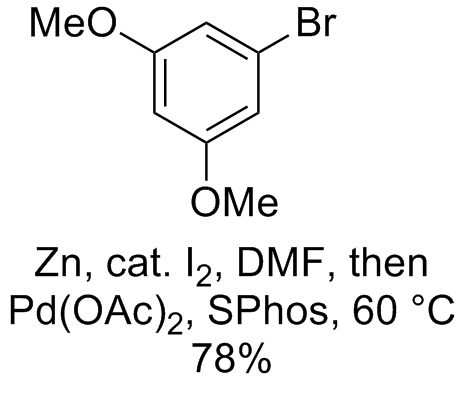 MeO
Br
OMe
Zn, cat. I₂, DMF, then
Pd(OAc)₂, SPhos, 60 °C
78%